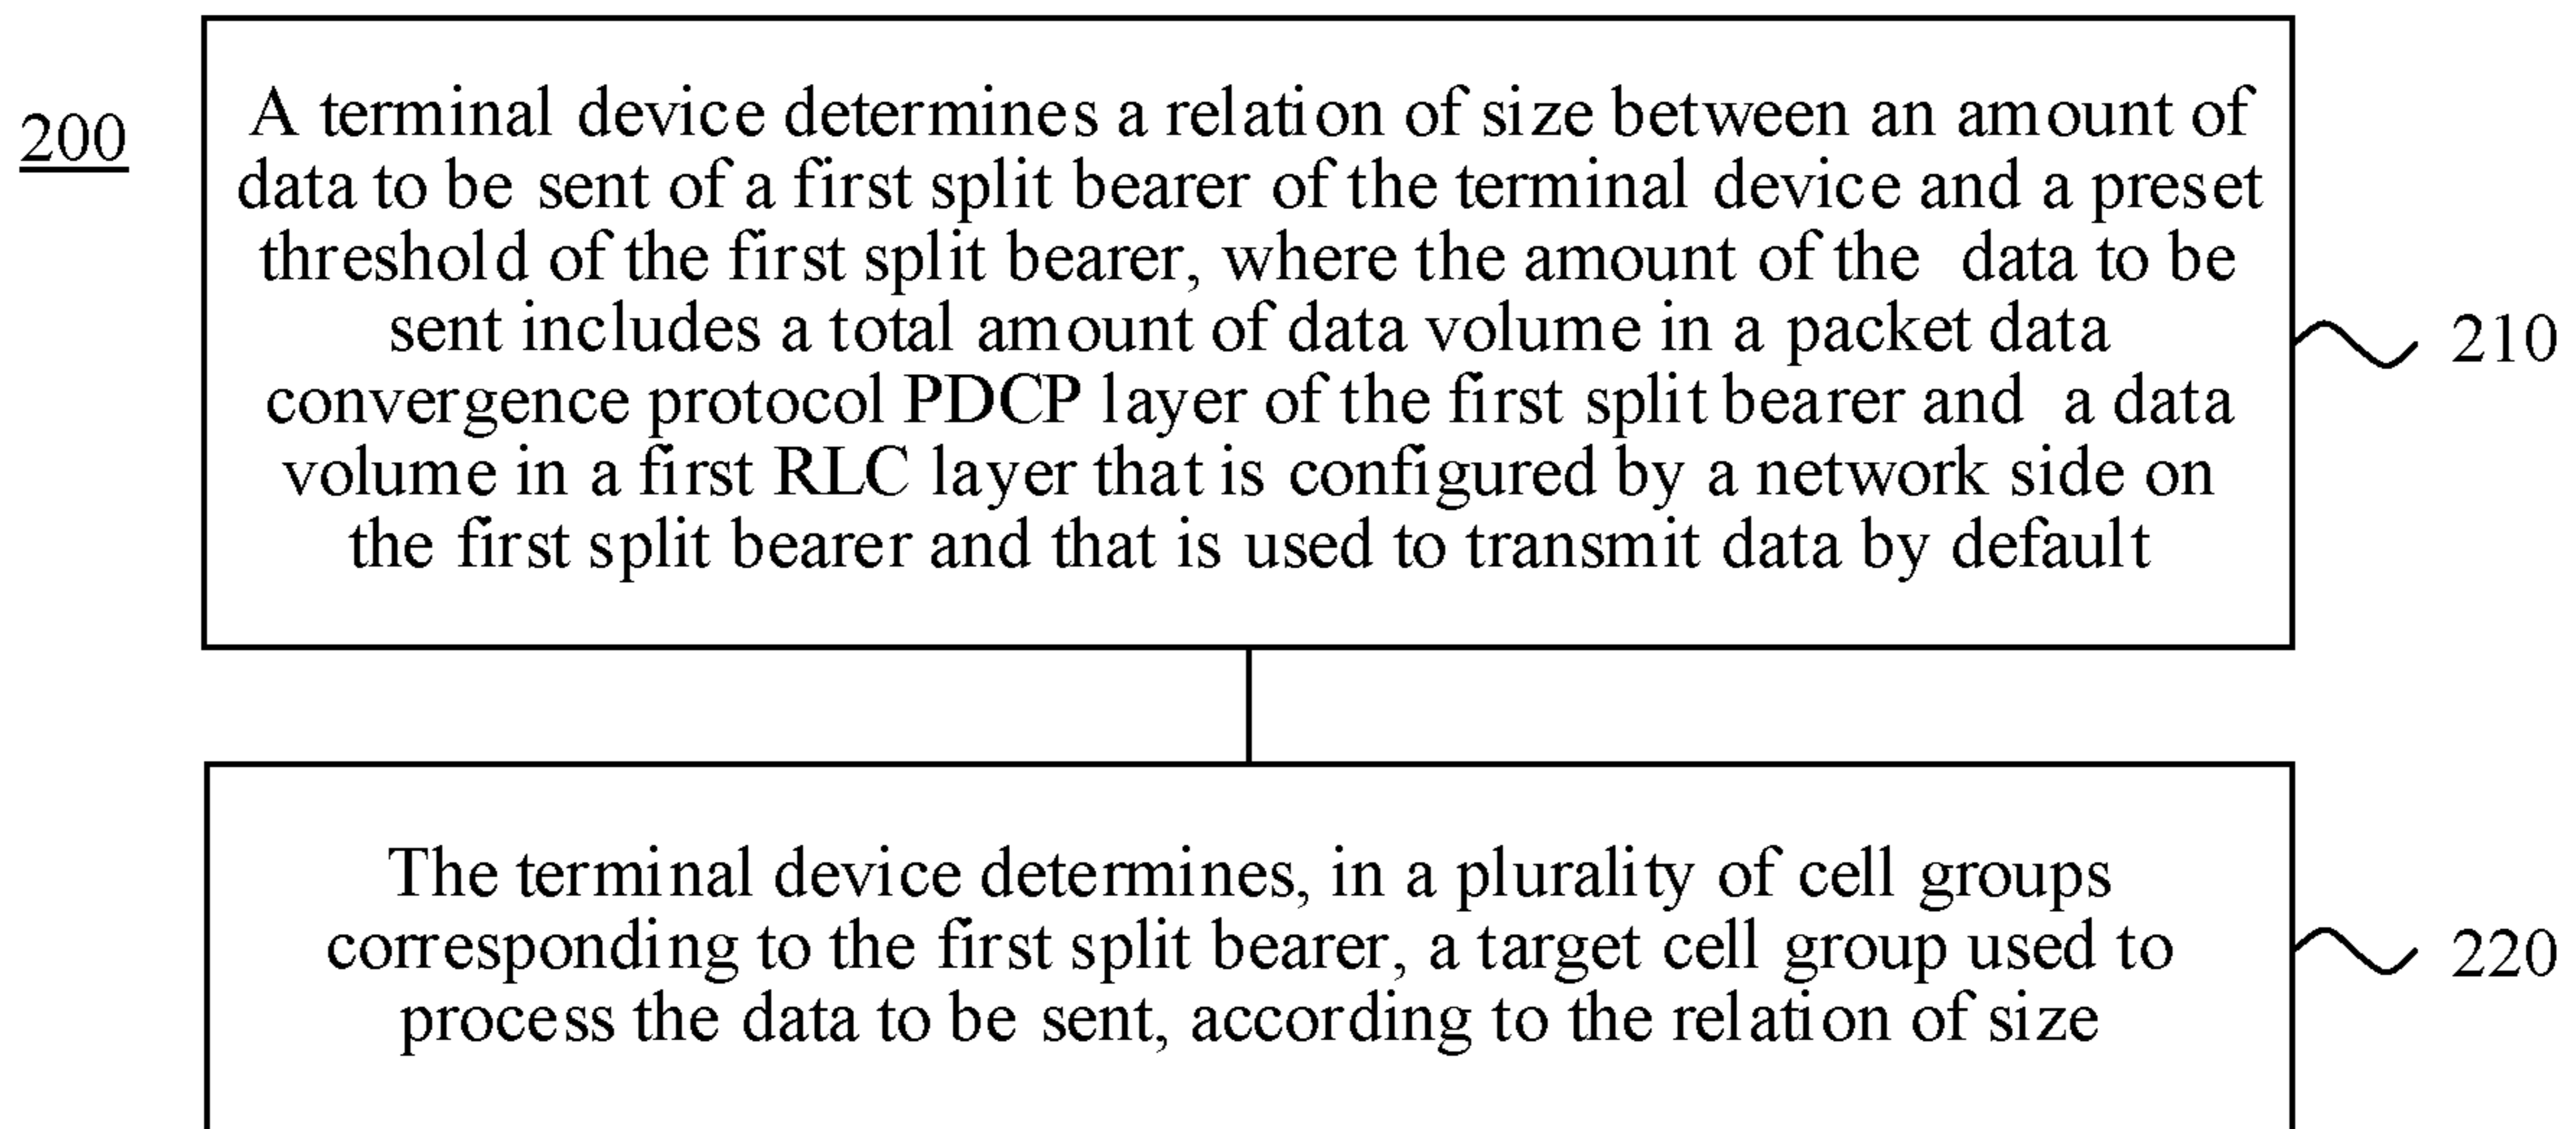 200
A terminal device determines a relation of size between an amount of
data to be sent of a first split bearer of the terminal device and a preset
threshold of the first split bearer, where the amount of the data to be
sent includes a total amount of data volume in a packet data
convergence protocol PDCP layer of the first split bearer and a data
volume in a first RLC layer that is configured by a network side on
the first split bearer and that is used to transmit data by default
210
The terminal device determines, in a plurality of cell groups
corresponding to the first split bearer, a target cell group used to
process the data to be sent, according to the relation of size
220